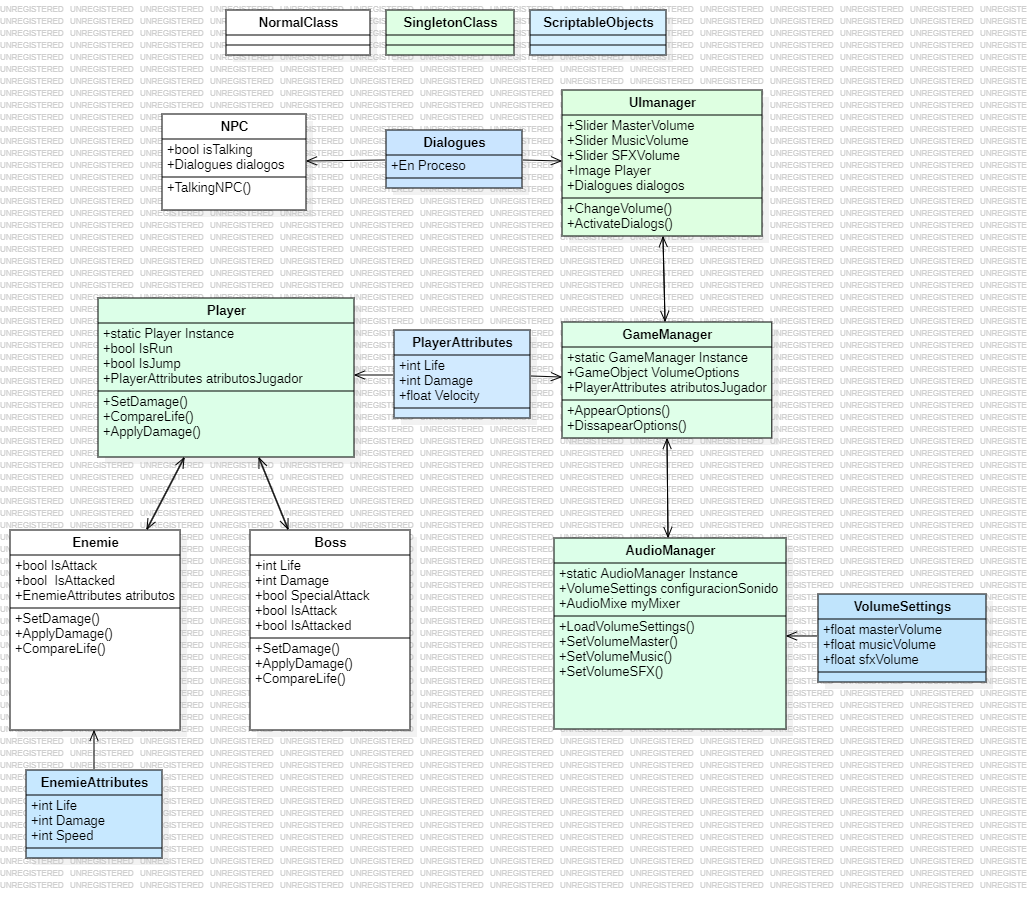 NormalClass
SingletonClass
ScriptableObjects
UImanager
+Slider MasterVolume
+Slider MusicVolume
+Slider SFXVolume
+Image Player
+Dialogues dialogos
+ChangeVolume()
+ActivateDialogs()
NPC
+bool isTalking
+Dialogues dialogos
+TalkingNPC()
Dialogues
+En Proceso
Player
+static Player Instance
+bool IsRun
+bool IsJump
+PlayerAttributes atributosJugador
+SetDamage()
+CompareLife()
+ApplyDamage()
PlayerAttributes
+int Life
+int Damage
+float Velocity
GameManager
+static GameManager Instance
+GameObject VolumeOptions
+PlayerAttributes atributosJugador
+AppearOptions()
+DissapearOptions()
Enemie
+bool IsAttack
+bool  IsAttacked
+EnemieAttributes atributos
+SetDamage()
+ApplyDamage()
+CompareLife()
Boss
+int Life
+int Damage
+bool SpecialAttack
+bool IsAttack
+bool IsAttacked
+SetDamage()
+ApplyDamage()
+CompareLife()
AudioManager
+static AudioManager Instance
+VolumeSettings configuracionSonido
+AudioMixe myMixer
+LoadVolumeSettings()
+SetVolumeMaster()
+SetVolumeMusic()
+SetVolumeSFX()
VolumeSettings
+float masterVolume
+float musicVolume
+float sfxVolume
EnemieAttributes
+int Life
+int Damage
+int Speed
UNREGISTERED